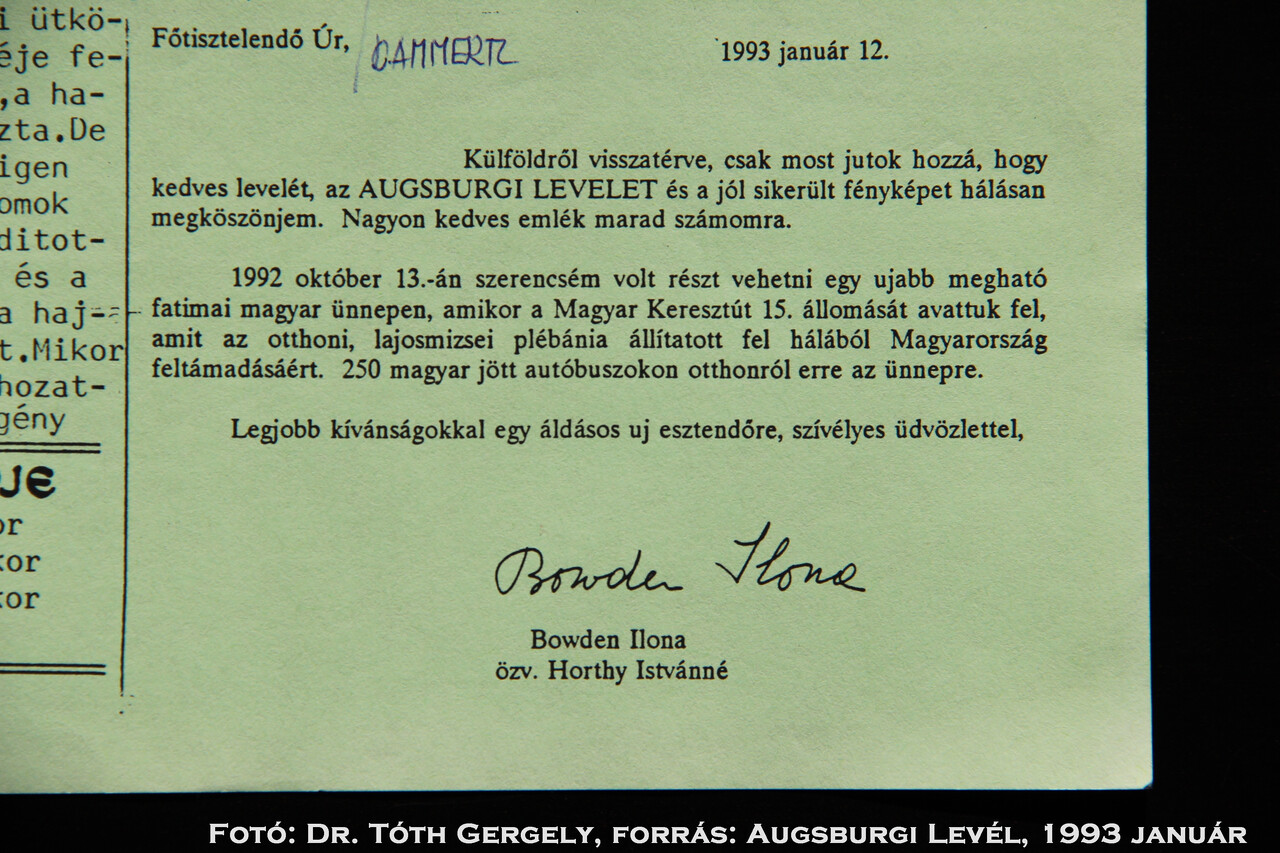 i ütkö-
éje fe-
,a ha-
zta.De
igen
omok
ditot-
és a
a haj-
t.Mikor
hozat-
gény
JE
or
kor
kor
Főtisztelendő Úr,
DAMMERTZ
1993 január 12.
Külföldről visszatérve, csak most jutok hozzá, hogy
kedves levelét, az AUGSBURGI LEVELET és a jól sikerült fényképet hálásan
megköszönjem. Nagyon kedves emlék marad számomra.
1992 október 13.-án szerencsém volt részt vehetni egy ujabb megható
fatimai magyar ünnepen, amikor a Magyar Keresztút 15. állomását avattuk fel,
amit az otthoni, lajosmizsei plébánia állított fel hálából Magyarország
feltámadásáért. 250 magyar jött autóbuszokon otthonról erre az ünnepre.
Legjobb kívánságokkal egy áldásos uj esztendőre, szívélyes üdvözlettel,
Bowden Ilona
Bowden Ilona
özv. Horthy Istvánné
Fotó: Dr. Tóth Gergely, forrás: Augsburgi Levél, 1993 január